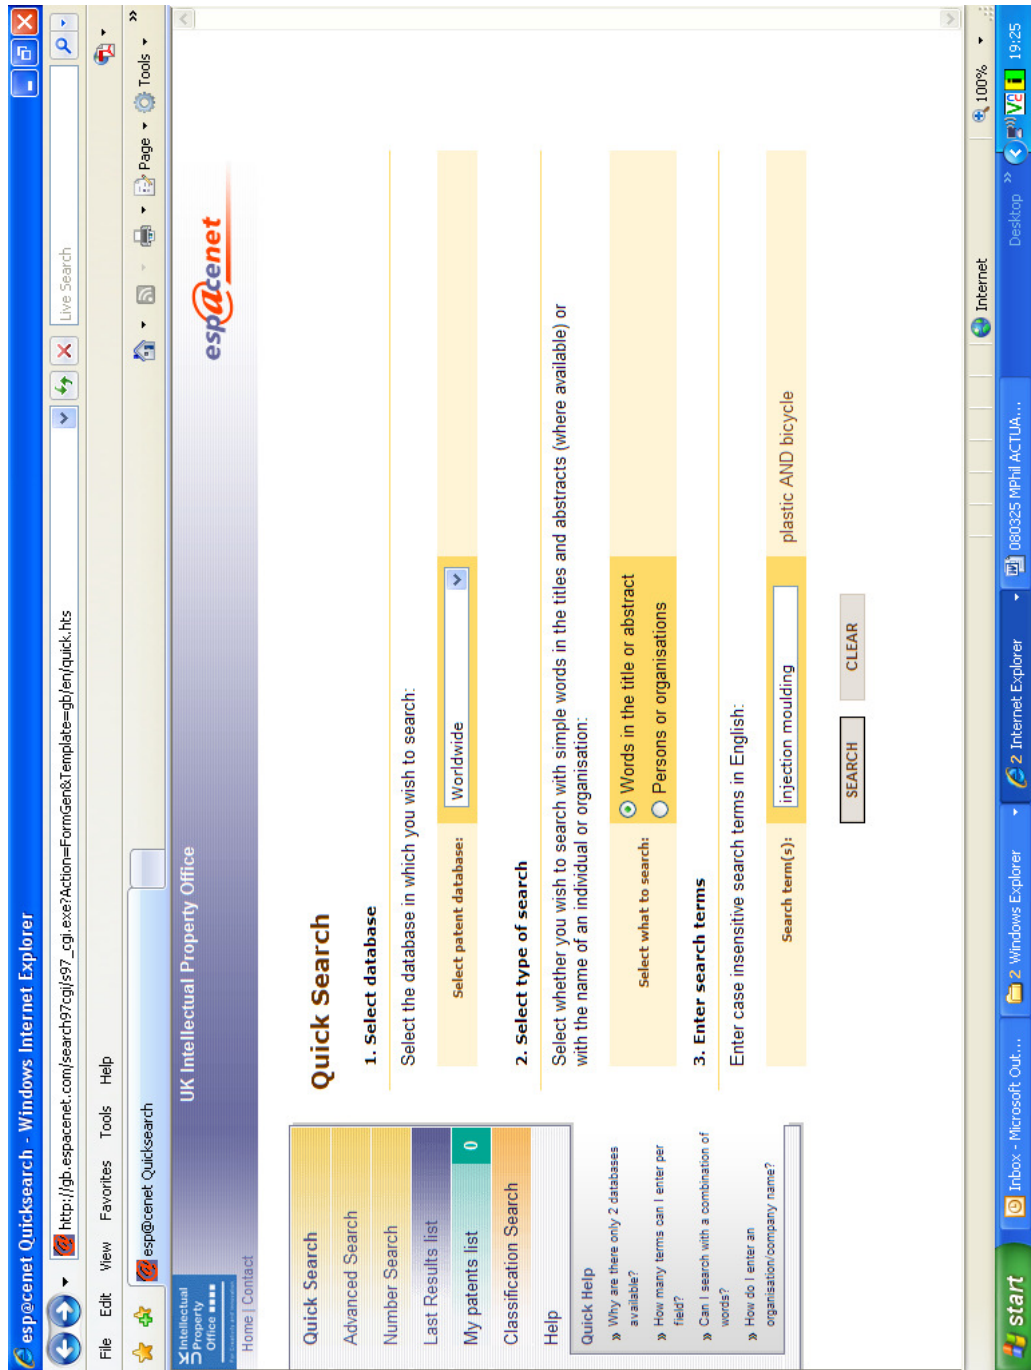 esp@cenet Quicksearch - Windows Internet Explorer
http://gb.espacenet.com/search97cgi/s97_cgi.exe?Action=FormGen&Template=gb/en/quick.hts
Live Search
File Edit View Favorites Tools Help
esp@cenet Quicksearch
Page Tools
UK Intellectual Property Office
Intellectual
Property
Office
For Creativity and Innovation
Home | Contact
esp@cenet
Quick Search
Advanced Search
Number Search
Last Results list
My patents list 0
Classification Search
Help
Quick Help
» Why are there only 2 databases
available?
» How many terms can I enter per
field?
» Can I search with a combination of
words?
» How do I enter an
organisation/company name?
Quick Search
1. Select database
Select the database in which you wish to search:
Select patent database: Worldwide
2. Select type of search
Select whether you wish to search with simple words in the titles and abstracts (where available) or
with the name of an individual or organisation:
Select what to search: Words in the title or abstract
Persons or organisations
3. Enter search terms
Enter case insensitive search terms in English:
Search term(s): injection moulding plastic AND bicycle
SEARCH CLEAR
Internet 100%
start Inbox - Microsoft Out... 2 Windows Explorer 2 Internet Explorer 080325 MPhil ACTUA... Desktop » 19:25